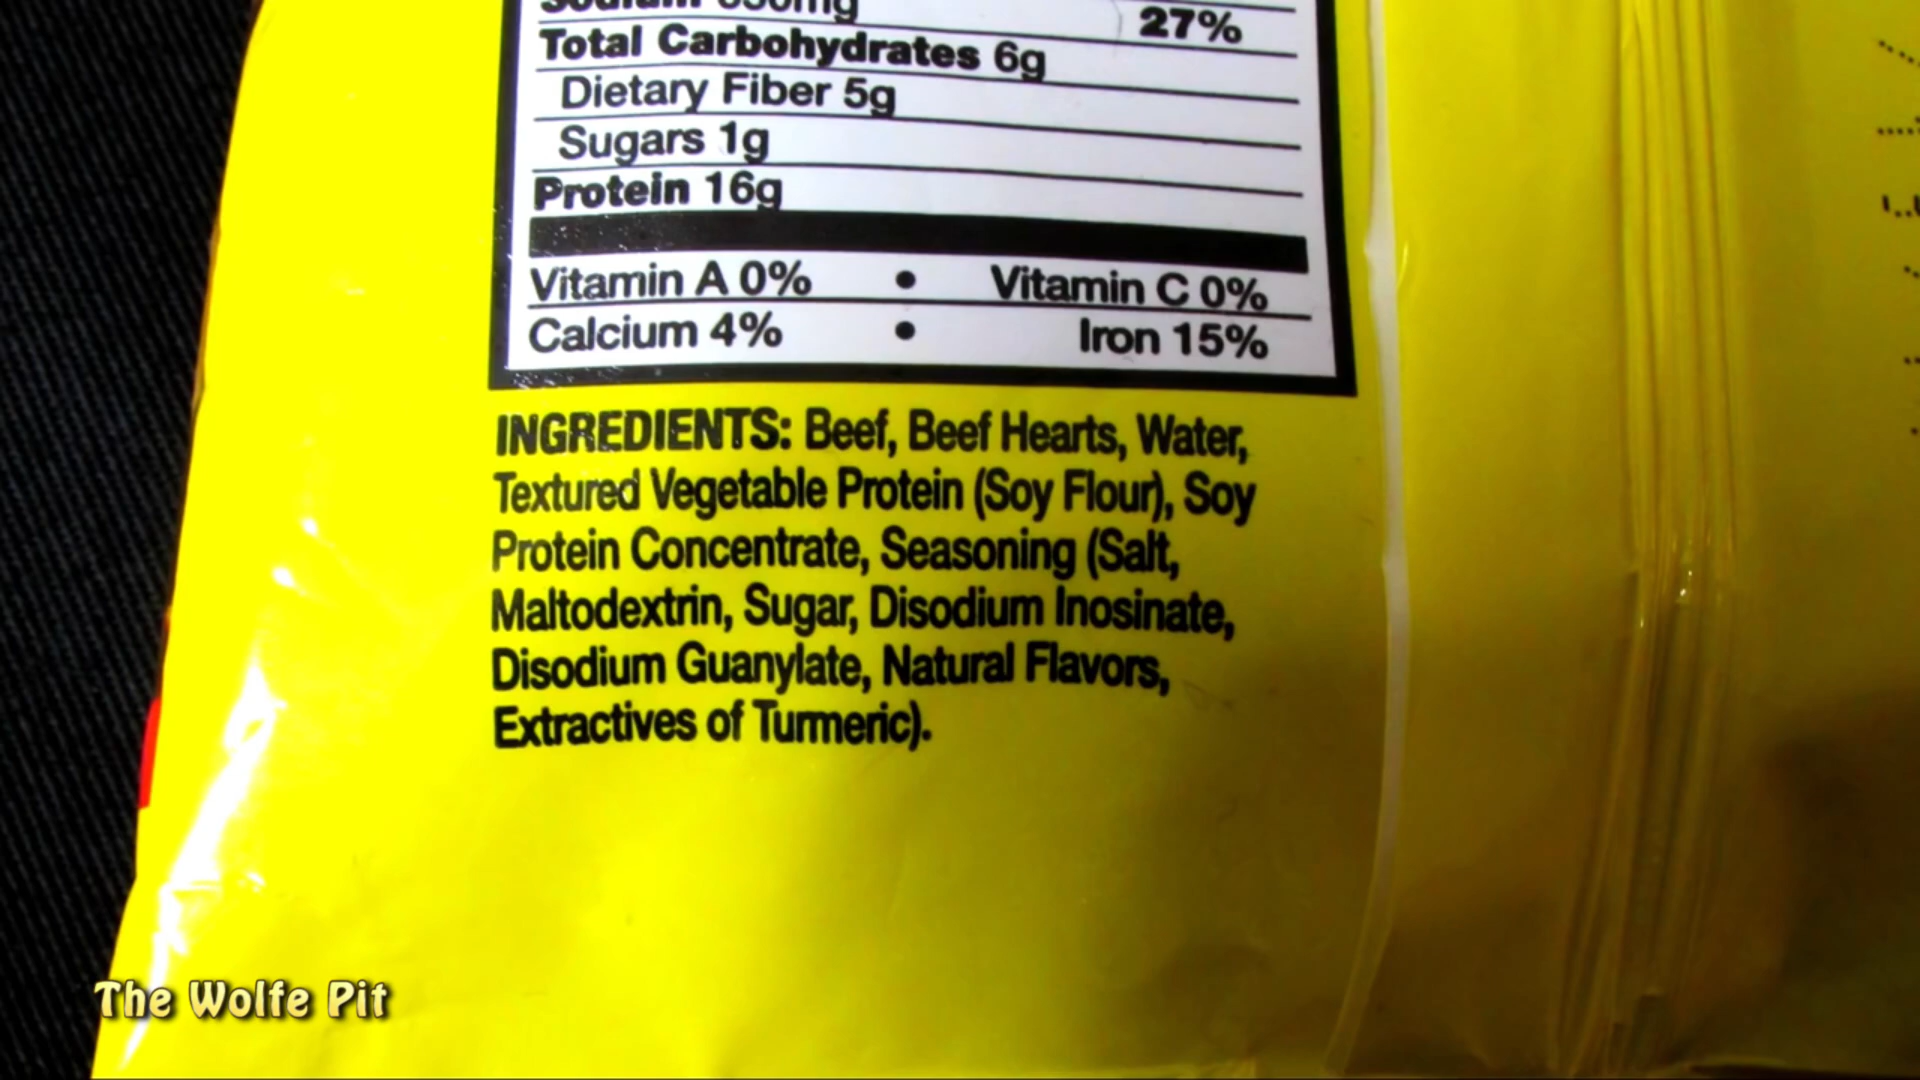 27%
Total Carbohydrates 6g
Dietary Fiber 5g
Sugars 1g
Protein 16g
Vitamin A 0% • Vitamin C 0%
Calcium 4% • Iron 15%
INGREDIENTS: Beef, Beef Hearts, Water,
Textured Vegetable Protein (Soy Flour), Soy
Protein Concentrate, Seasoning (Salt,
Maltodextrin, Sugar, Disodium Inosinate,
Disodium Guanylate, Natural Flavors,
Extractives of Turmeric).
The Wolfe Pit